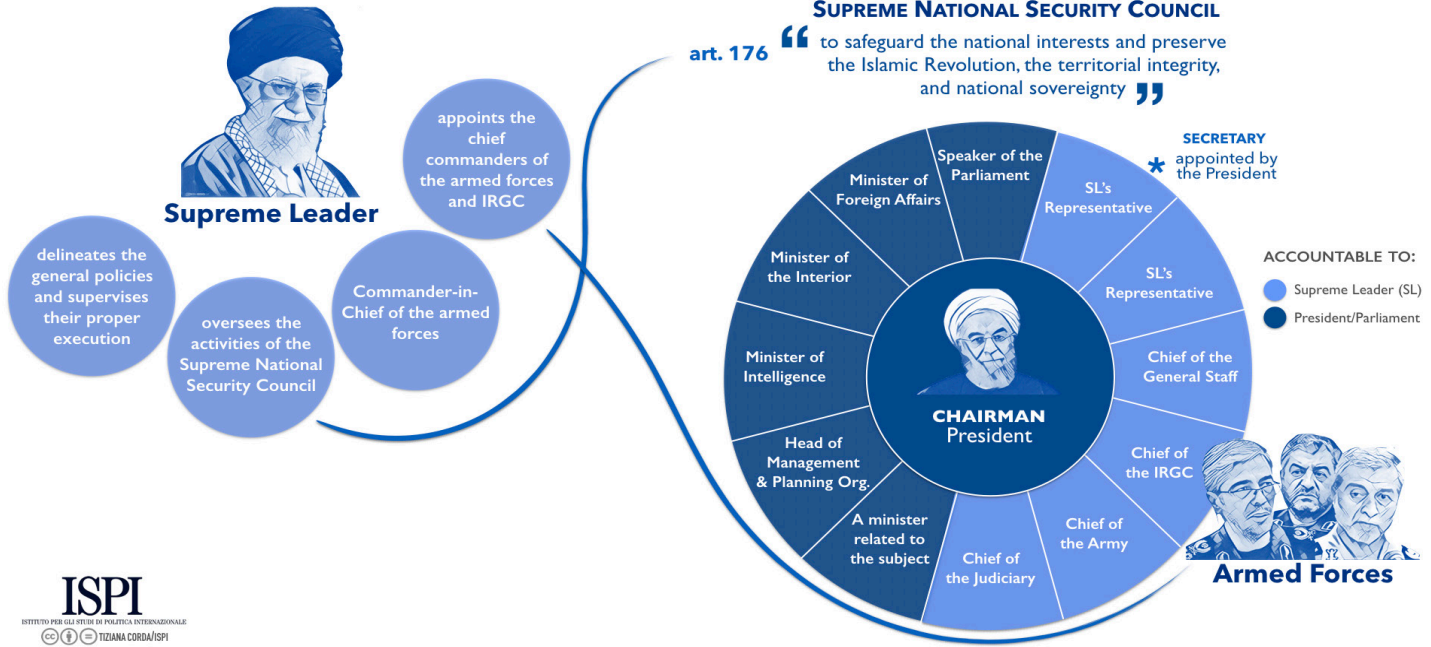 Supreme Leader
delineates the
general policies
and supervises
their proper
execution
oversees the
activities of the
Supreme National
Security Council
Commander-in-
Chief of the armed
forces
appoints the
chief
commanders of
the armed forces
and IRGC
SUPREME NATIONAL SECURITY COUNCIL
art. 176
“ to safeguard the national interests and preserve
the Islamic Revolution, the territorial integrity,
and national sovereignty ”
SECRETARY
* appointed by
the President
Speaker of the
Parliament
SL's
Representative
SL's
Representative
Chief of the
General Staff
Chief of
the IRGC
Chief of
the Army
Chief of
the Judiciary
A minister
related to
the subject
Head of
Management
& Planning Org.
Minister of
Intelligence
Minister of
the Interior
Minister of
Foreign Affairs
CHAIRMAN
President
ACCOUNTABLE TO:
Supreme Leader (SL)
President/Parliament
Armed Forces
ISPI
ISTITUTO PER GLI STUDI DI POLITICA INTERNAZIONALE
cc TIZIANA CORDA/ISPI